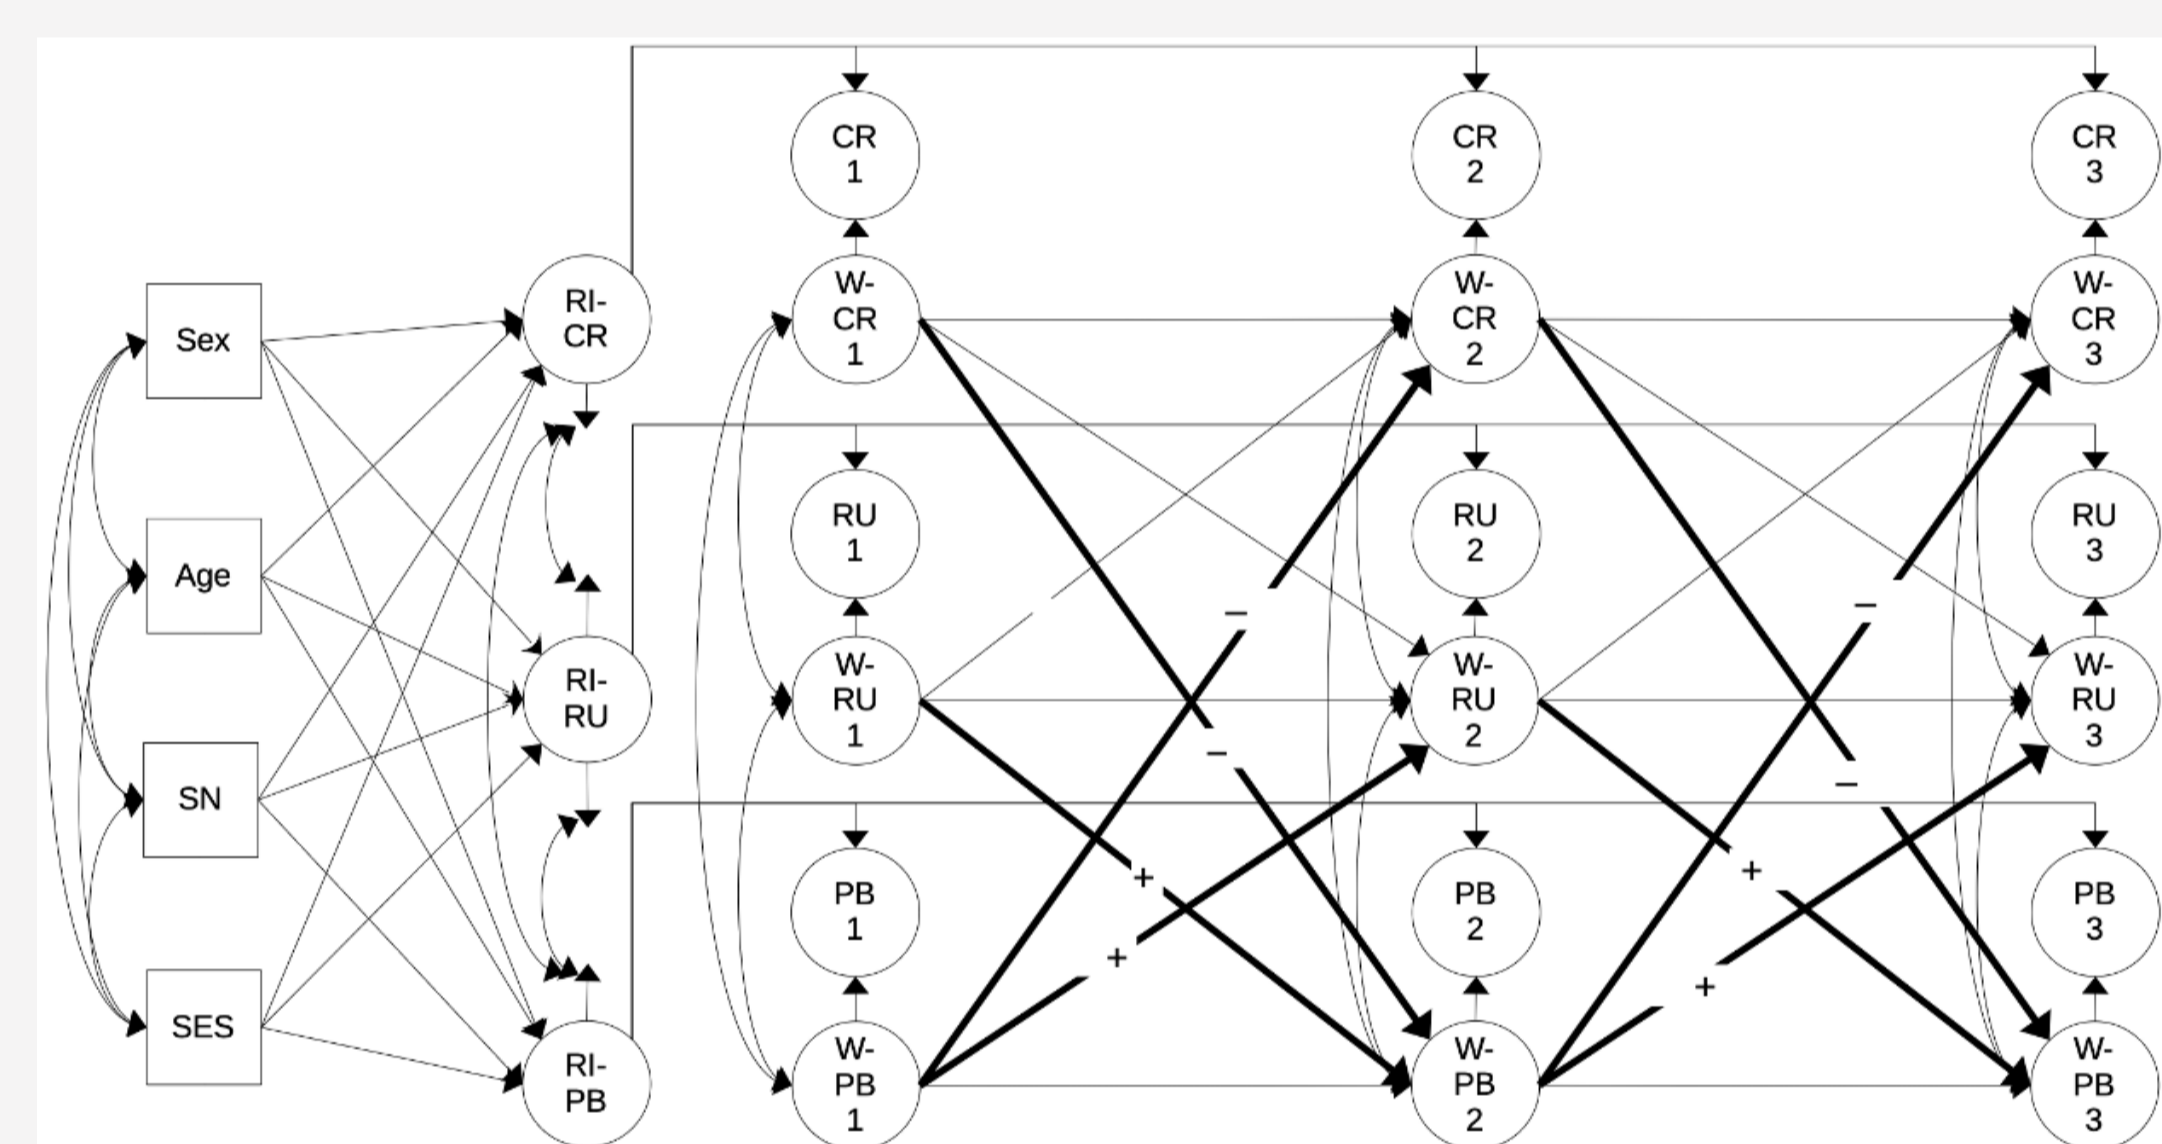 CR
1
CR
2
CR
3
Sex
RI-
CR
W-
CR
1
W-
CR
2
W-
CR
3
RU
1
RU
2
RU
3
Age
–
–
RI-
RU
W-
RU
1
W-
RU
2
W-
RU
3
–
–
SN
PB
1
PB
2
PB
3
+
+
+
+
SES
RI-
PB
W-
PB
1
W-
PB
2
W-
PB
3